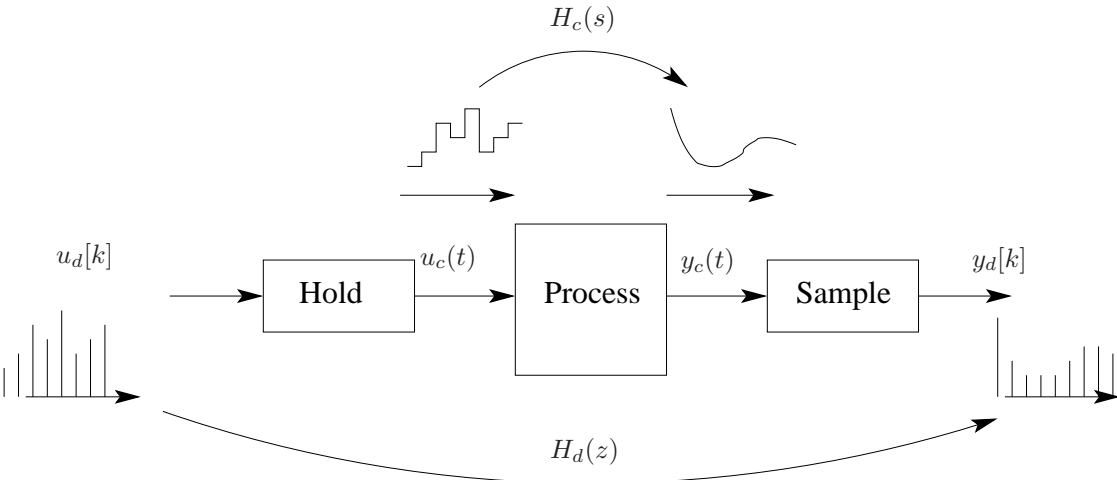 H_c(s)
u_d[k]
u_c(t)
y_c(t)
y_d[k]
Hold
Process
Sample
H_d(z)